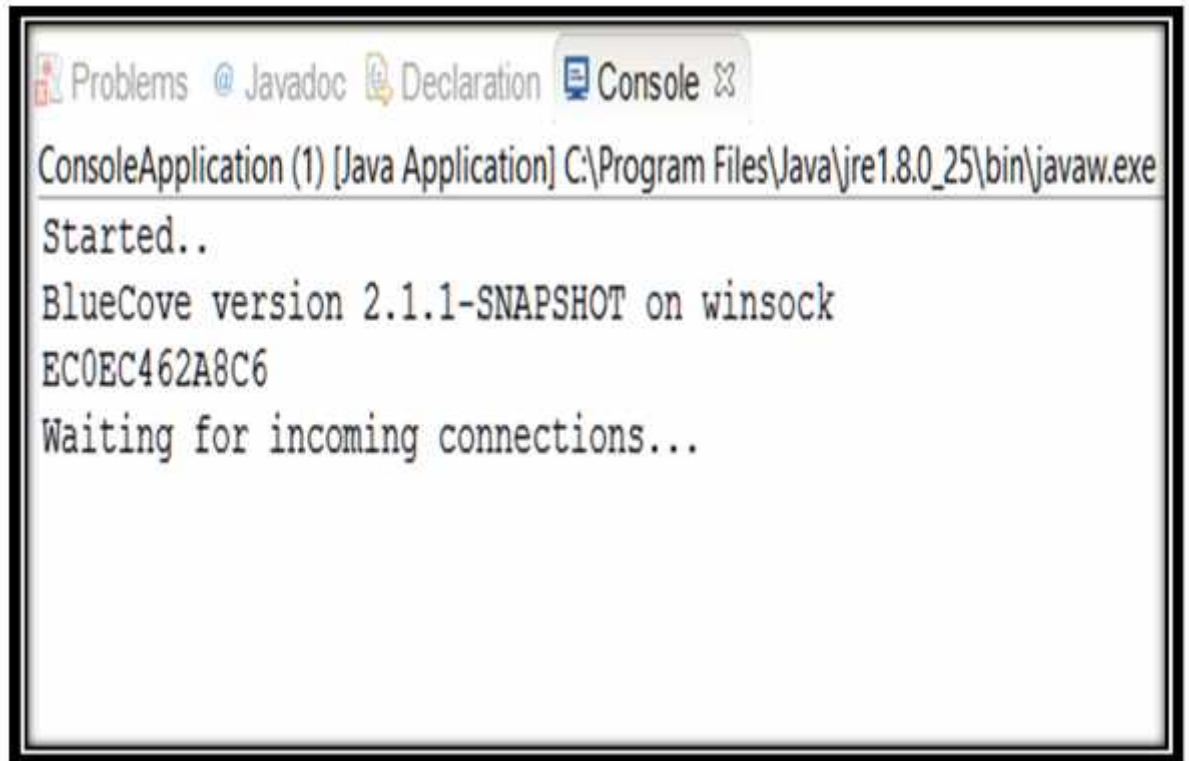 Problems @ Javadoc Declaration Console
ConsoleApplication (1) [Java Application] C:\Program Files\Java\jre1.8.0_25\bin\javaw.exe
Started..
BlueCove version 2.1.1-SNAPSHOT on winsock
EC0EC462A8C6
Waiting for incoming connections...